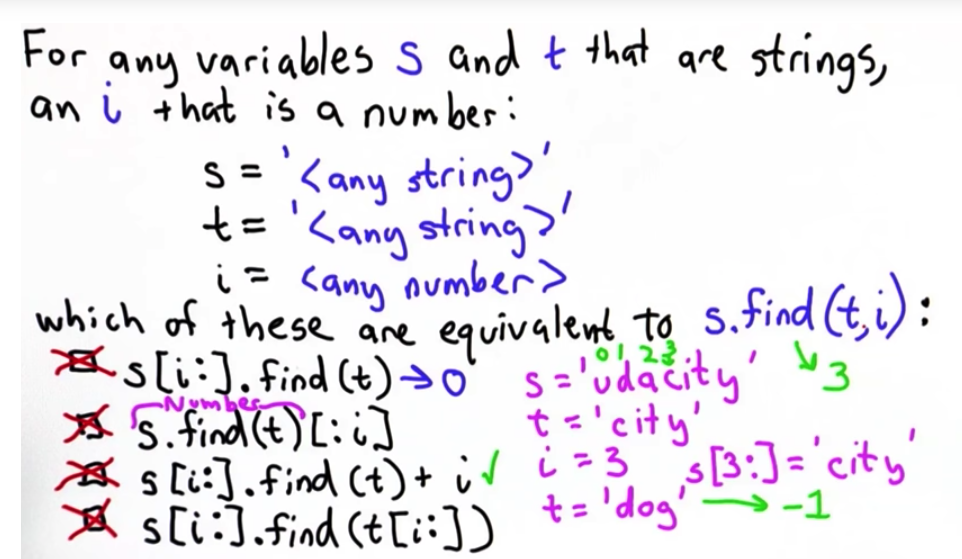 For any variables s and t that are strings,
an i that is a number:
s = '<any string>'
t = '<any string>'
i = <any number>
which of these are equivalent to s.find(t,i):
s[i:].find(t) → 0
Number
s.find(t)[:i]
s[i:].find(t) + i ✓
s[i:].find(t[i:])
0 1 2 3
s = 'udacity' ↘ 3
t = 'city'
i = 3 s[3:] = 'city'
t = 'dog' → -1